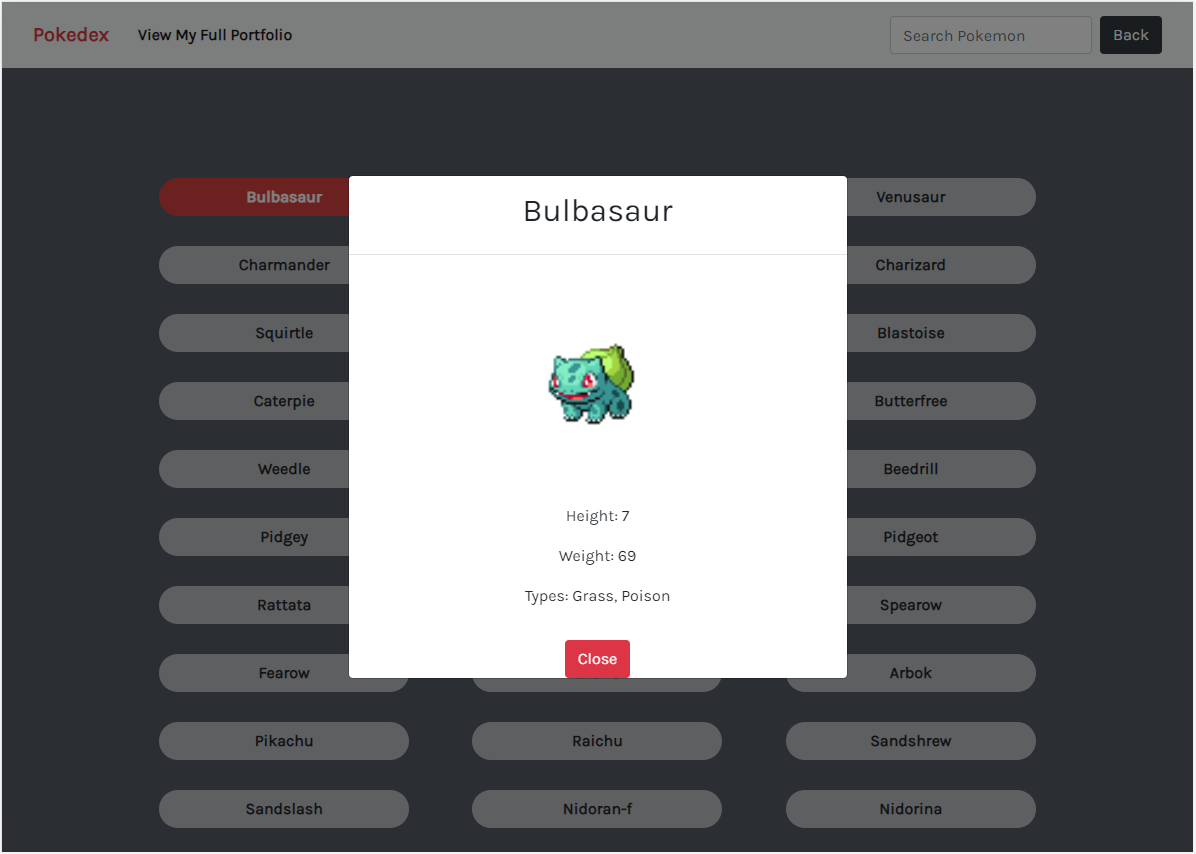 Pokedex View My Full Portfolio Search Pokemon Back
Bulbasaur Venusaur
Bulbasaur
Charmander Charizard
Squirtle Blastoise
Caterpie Butterfree
Weedle Beedrill
Height: 7
Pidgey Pidgeot
Weight: 69
Types: Grass, Poison
Rattata Spearow
Close
Fearow Arbok
Pikachu Raichu Sandshrew
Sandslash Nidoran-f Nidorina